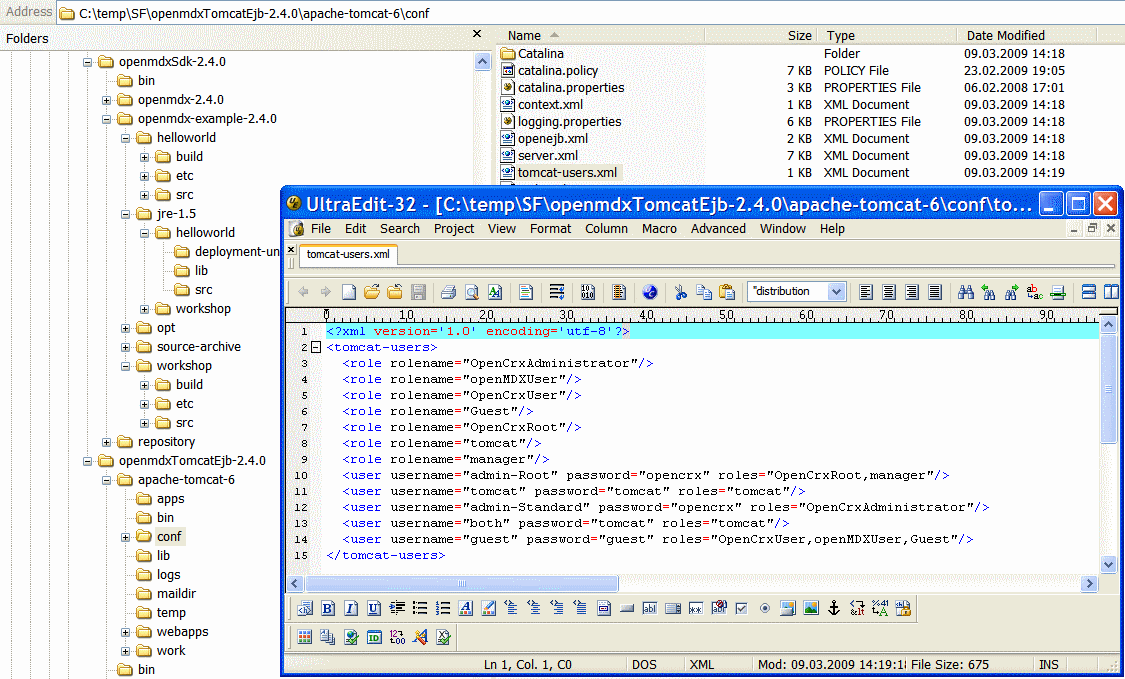 Address C:\temp\SF\openmdxTomcatEjb-2.4.0\apache-tomcat-6\conf
Folders
openmdxSdk-2.4.0
bin
openmdx-2.4.0
openmdx-example-2.4.0
helloworld
build
etc
src
jre-1.5
helloworld
deployment-un
lib
src
workshop
opt
source-archive
workshop
build
etc
src
repository
openmdxTomcatEjb-2.4.0
apache-tomcat-6
apps
bin
conf
lib
logs
maildir
temp
webapps
work
bin
Name Size Type Date Modified
Catalina Folder 09.03.2009 14:18
catalina.policy 7 KB POLICY File 23.02.2009 19:05
catalina.properties 3 KB PROPERTIES File 06.02.2008 17:01
context.xml 1 KB XML Document 09.03.2009 14:18
logging.properties 6 KB PROPERTIES File 09.03.2009 14:18
openejb.xml 2 KB XML Document 09.03.2009 14:18
server.xml 7 KB XML Document 09.03.2009 14:18
tomcat-users.xml 1 KB XML Document 09.03.2009 14:19
UltraEdit-32 - [C:\temp\SF\openmdxTomcatEjb-2.4.0\apache-tomcat-6\conf\to...
File Edit Search Project View Format Column Macro Advanced Window Help
tomcat-users.xml
"distribution
0 10 20 30 40 50 60 70 80 90
1 <?xml version='1.0' encoding='utf-8'?>
2 <tomcat-users>
3 <role rolename="OpenCrxAdministrator"/>
4 <role rolename="openMDXUser"/>
5 <role rolename="OpenCrxUser"/>
6 <role rolename="Guest"/>
7 <role rolename="OpenCrxRoot"/>
8 <role rolename="tomcat"/>
9 <role rolename="manager"/>
10 <user username="admin-Root" password="opencrx" roles="OpenCrxRoot,manager"/>
11 <user username="tomcat" password="tomcat" roles="tomcat"/>
12 <user username="admin-Standard" password="opencrx" roles="OpenCrxAdministrator"/>
13 <user username="both" password="tomcat" roles="tomcat"/>
14 <user username="guest" password="guest" roles="OpenCrxUser,openMDXUser,Guest"/>
15 </tomcat-users>
Ln 1, Col. 1, C0 DOS XML Mod: 09.03.2009 14:19:18 File Size: 675 INS